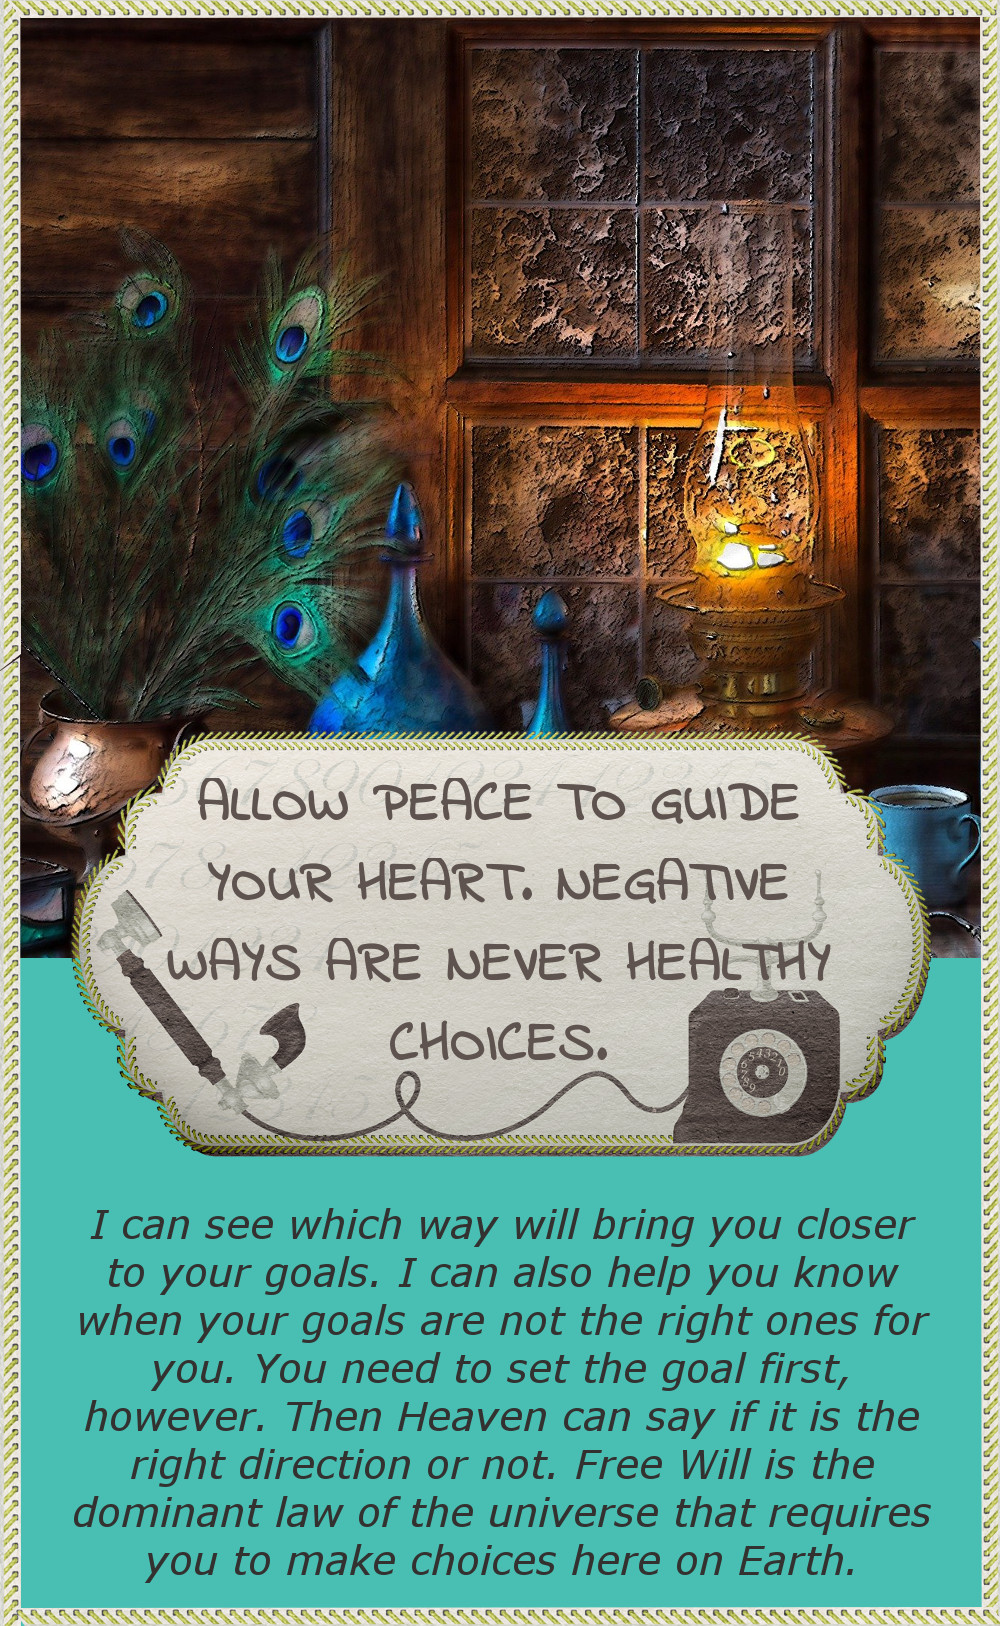 ALLOW PEACE TO GUIDE
YOUR HEART. NEGATIVE
WAYS ARE NEVER HEALTHY
CHOICES.
I can see which way will bring you closer
to your goals. I can also help you know
when your goals are not the right ones for
you. You need to set the goal first,
however. Then Heaven can say if it is the
right direction or not. Free Will is the
dominant law of the universe that requires
you to make choices here on Earth.